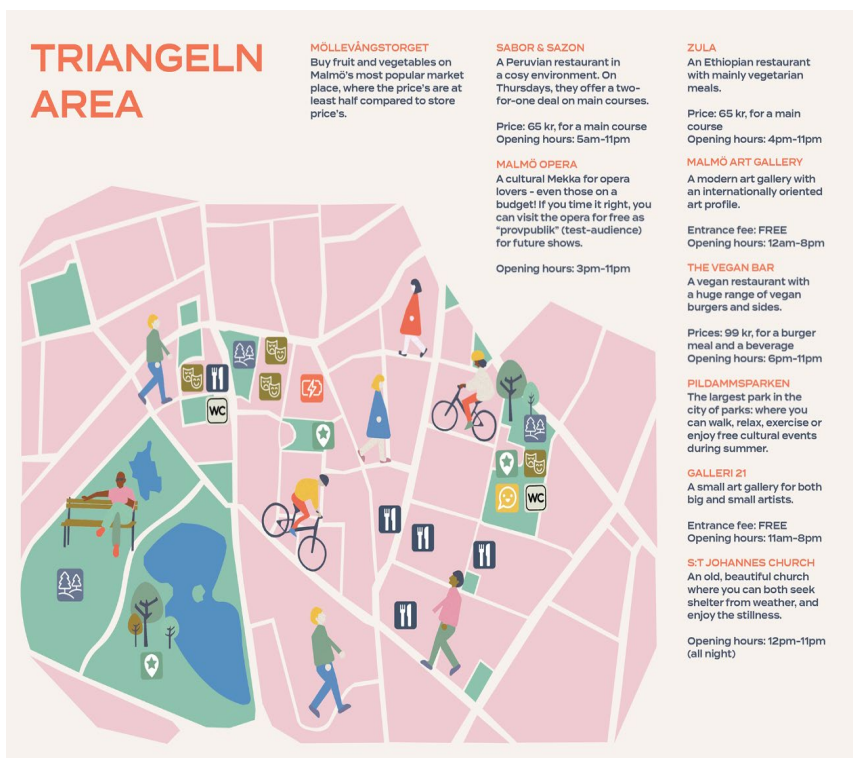 TRIANGELN
AREA
MÖLLEVÅNGSTORGET
Buy fruit and vegetables on
Malmö's most popular market
place, where the price's are at
least half compared to store
price's.
SABOR & SAZON
A Peruvian restaurant in
a cosy environment. On
Thursdays, they offer a two-
for-one deal on main courses.
Price: 65 kr, for a main course
Opening hours: 5am-11pm
MALMÖ OPERA
A cultural Mekka for opera
lovers - even those on a
budget! If you time it right, you
can visit the opera for free as
"provpublik" (test-audience)
for future shows.
Opening hours: 3pm-11pm
ZULA
An Ethiopian restaurant
with mainly vegetarian
meals.
Price: 65 kr, for a main
course
Opening hours: 4pm-11pm
MALMÖ ART GALLERY
A modern art gallery with
an internationally oriented
art profile.
Entrance fee: FREE
Opening hours: 12am-8pm
THE VEGAN BAR
A vegan restaurant with
a huge range of vegan
burgers and sides.
Prices: 99 kr, for a burger
meal and a beverage
Opening hours: 6pm-11pm
PILDAMMSPARKEN
The largest park in the
city of parks: where you
can walk, relax, exercise or
enjoy free cultural events
during summer.
GALLERI 21
A small art gallery for both
big and small artists.
Entrance fee: FREE
Opening hours: 11am-8pm
S:T JOHANNES CHURCH
An old, beautiful church
where you can both seek
shelter from weather, and
enjoy the stillness.
Opening hours: 12pm-11pm
(all night)
WC
WC